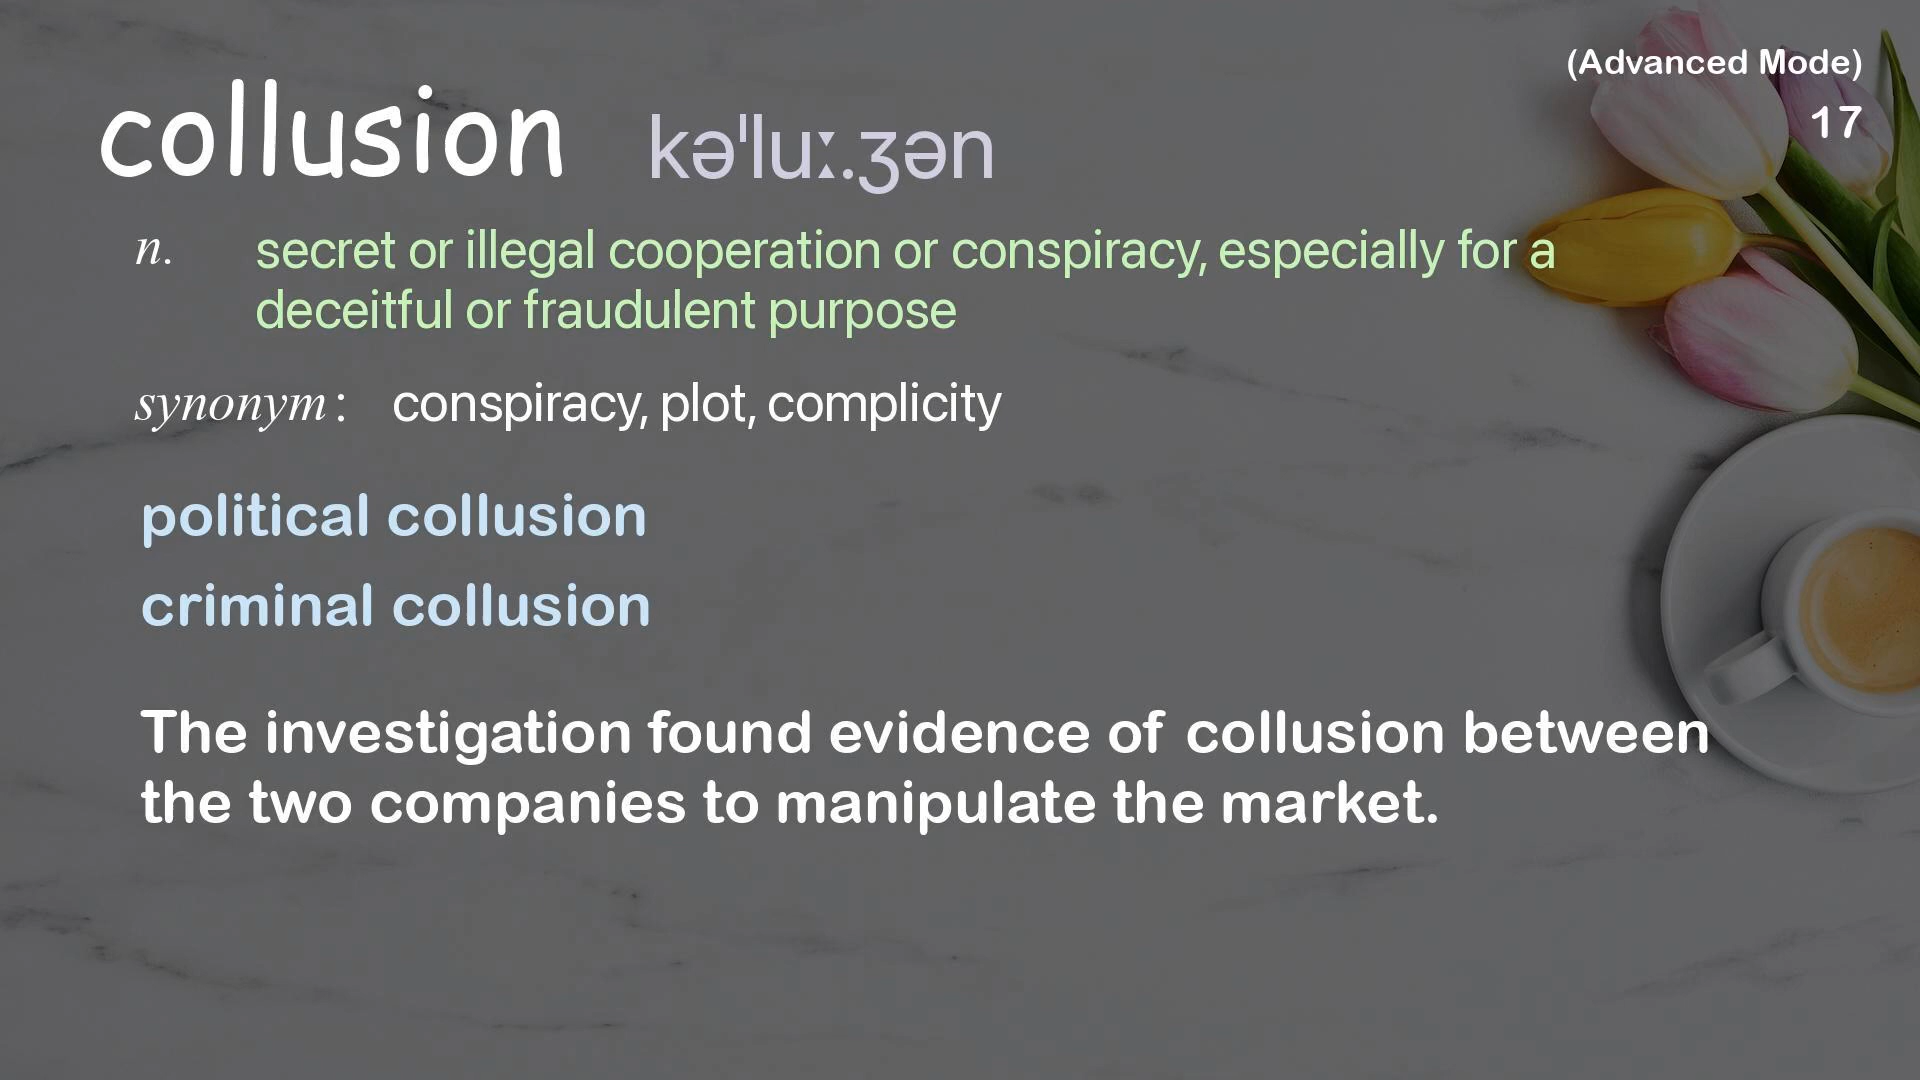 (Advanced Mode)
17
collusion kəˈluː.ʒən
n. secret or illegal cooperation or conspiracy, especially for a
deceitful or fraudulent purpose
synonym: conspiracy, plot, complicity
political collusion
criminal collusion
The investigation found evidence of collusion between
the two companies to manipulate the market.